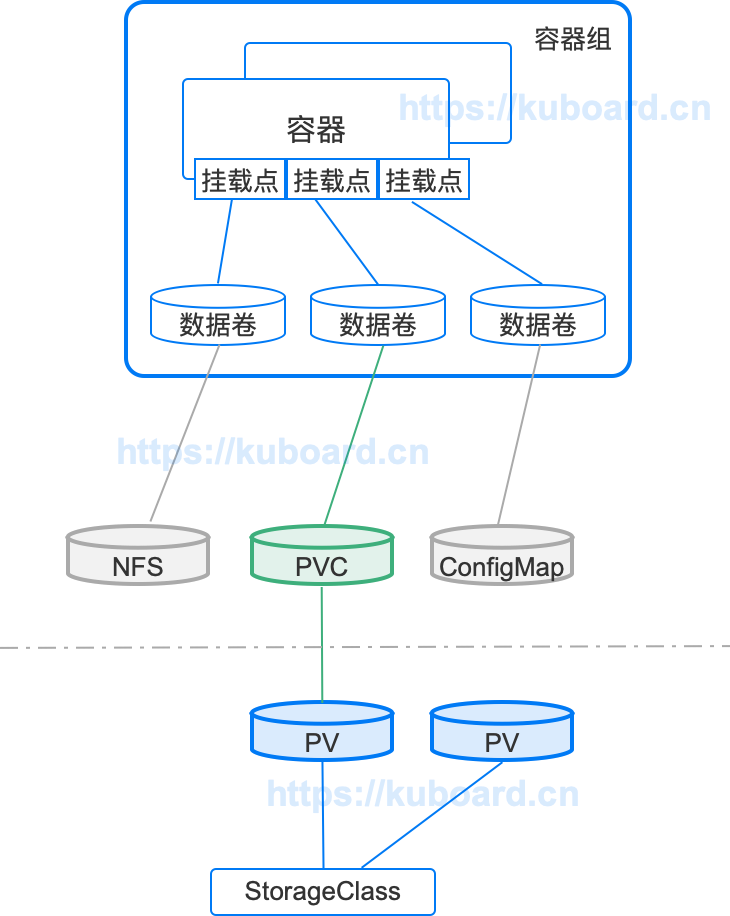 容器组
https://kuboard.cn
容器
挂载点 挂载点 挂载点
数据卷 数据卷 数据卷
https://kuboard.cn
NFS PVC ConfigMap
PV PV
https://kuboard.cn
StorageClass